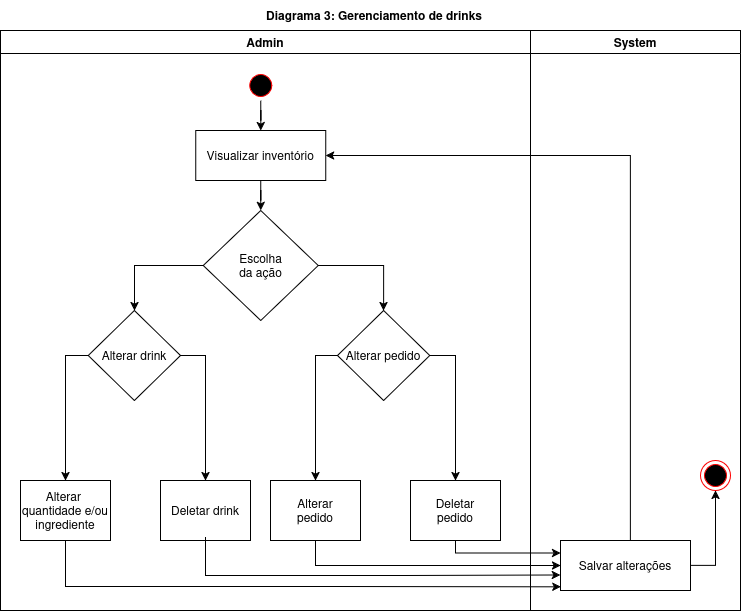 Diagrama 3: Gerenciamento de drinks
Admin
System
Visualizar inventório
Escolha
da ação
Alterar drink
Alterar pedido
Alterar
quantidade e/ou
ingrediente
Deletar drink
Alterar
pedido
Deletar
pedido
Salvar alterações